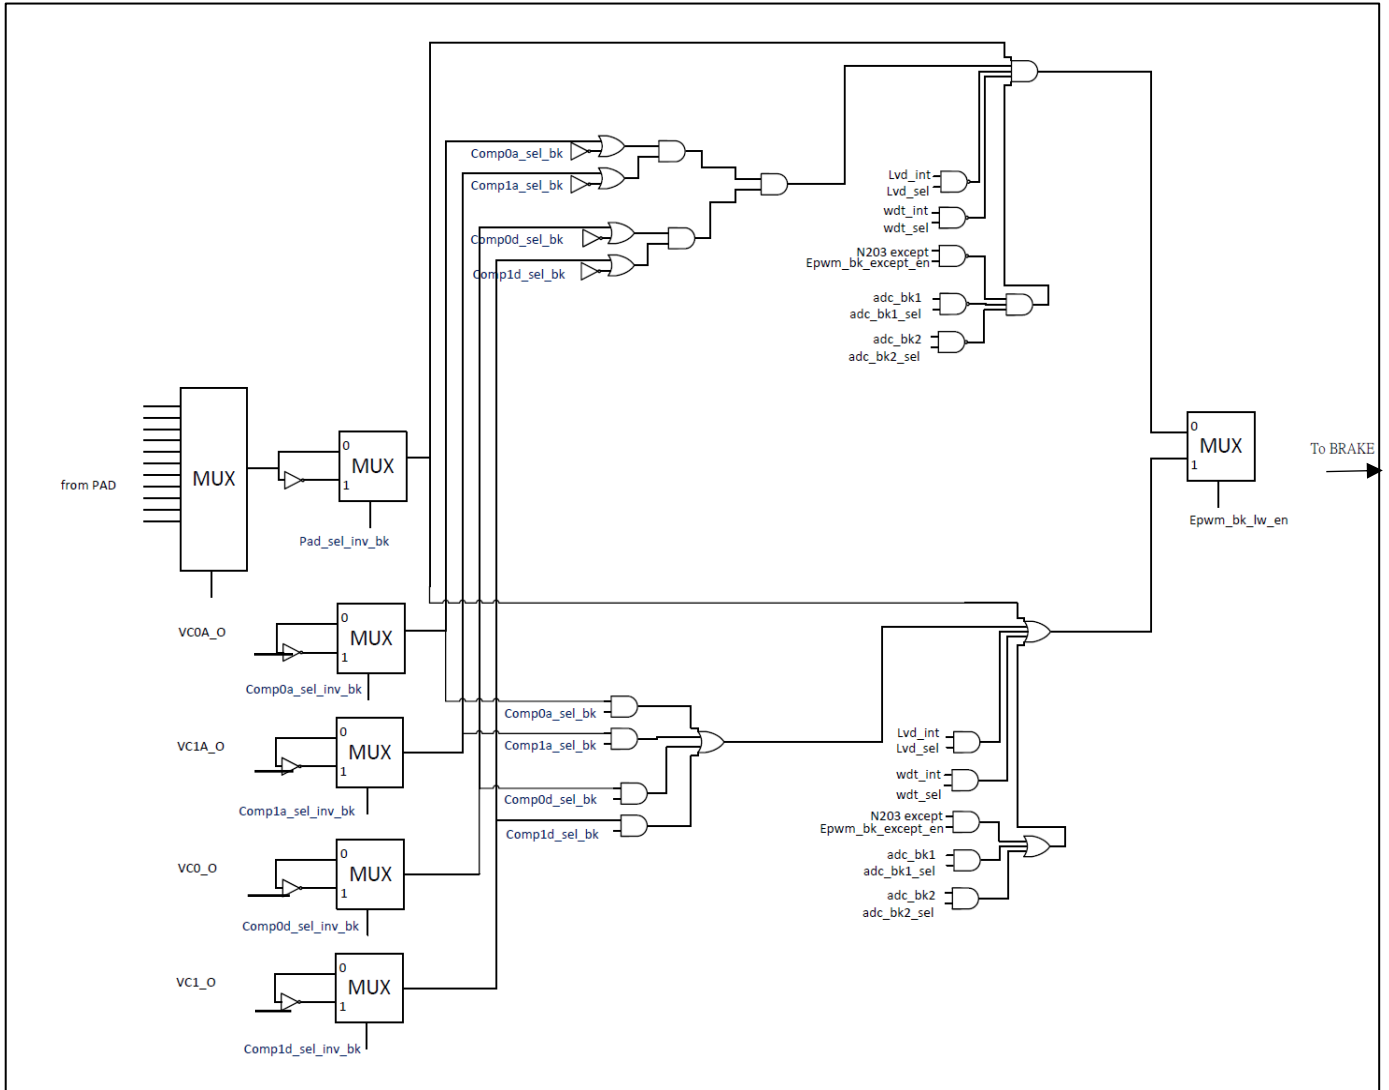 Comp0a_sel_bk
Comp1a_sel_bk
Comp0d_sel_bk
Comp1d_sel_bk
Lvd_int
Lvd_sel
wdt_int
wdt_sel
N203 except
Epwm_bk_except_en
adc_bk1
adc_bk1_sel
adc_bk2
adc_bk2_sel
from PAD
MUX
0
MUX
1
Pad_sel_inv_bk
0
MUX
1
Epwm_bk_lw_en
To BRAKE
VC0A_O
0
MUX
1
Comp0a_sel_inv_bk
VC1A_O
0
MUX
1
Comp1a_sel_inv_bk
VC0_O
0
MUX
1
Comp0d_sel_inv_bk
VC1_O
0
MUX
1
Comp1d_sel_inv_bk
Comp0a_sel_bk
Comp1a_sel_bk
Comp0d_sel_bk
Comp1d_sel_bk
Lvd_int
Lvd_sel
wdt_int
wdt_sel
N203 except
Epwm_bk_except_en
adc_bk1
adc_bk1_sel
adc_bk2
adc_bk2_sel